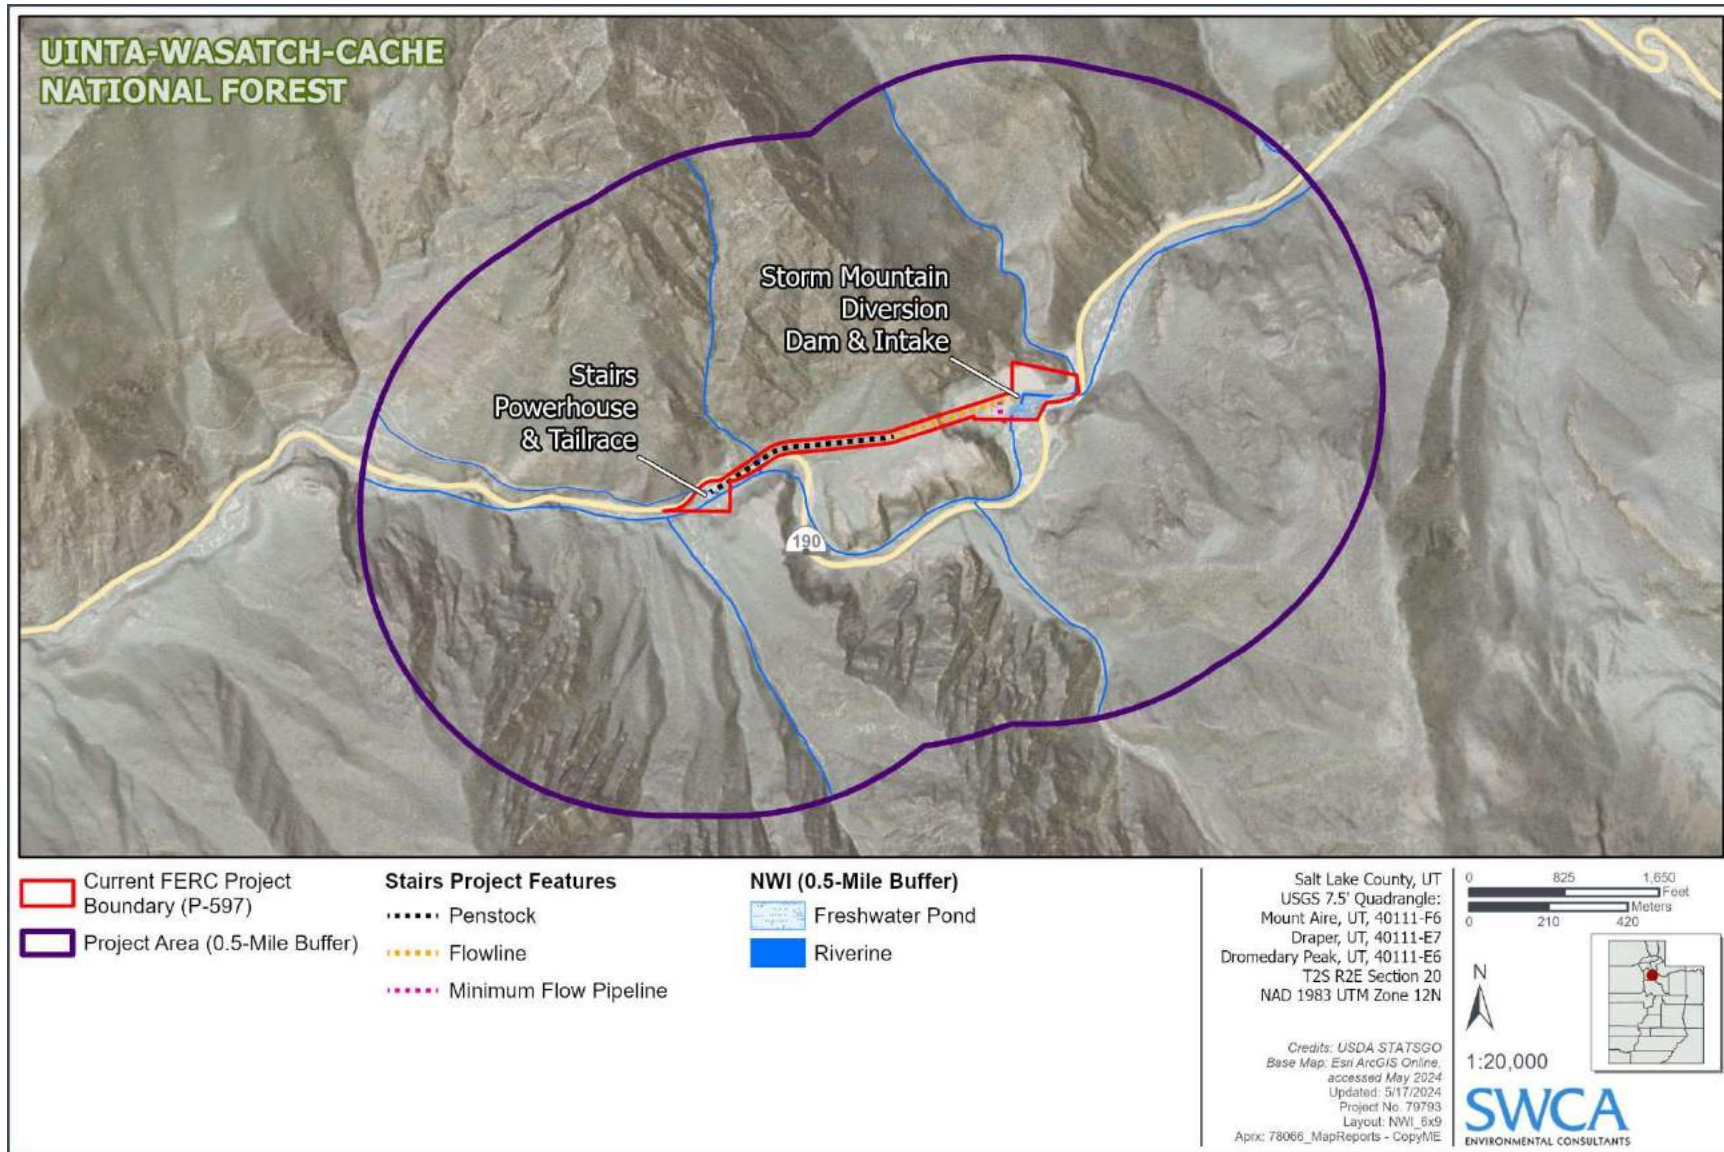 UINTA-WASATCH-CACHE
NATIONAL FOREST
Storm Mountain
Diversion
Dam & Intake
Stairs
Powerhouse
& Tailrace
190
Current FERC Project
Boundary (P-597)
Project Area (0.5-Mile Buffer)
Stairs Project Features
Penstock
Flowline
Minimum Flow Pipeline
NWI (0.5-Mile Buffer)
Freshwater Pond
Riverine
Salt Lake County, UT
USGS 7.5' Quadrangle:
Mount Aire, UT, 40111-F6
Draper, UT, 40111-E7
Dromedary Peak, UT, 40111-E6
T2S R2E Section 20
NAD 1983 UTM Zone 12N
Credits: USDA STATSGO
Base Map: Esri ArcGIS Online,
accessed May 2024
Updated: 5/17/2024
Project No. 79793
Layout: NWI_6x9
Aprx: 78066_MapReports - CopyME
0 825 1,650
Feet
Meters
0 210 420
N
1:20,000
SWCA
ENVIRONMENTAL CONSULTANTS